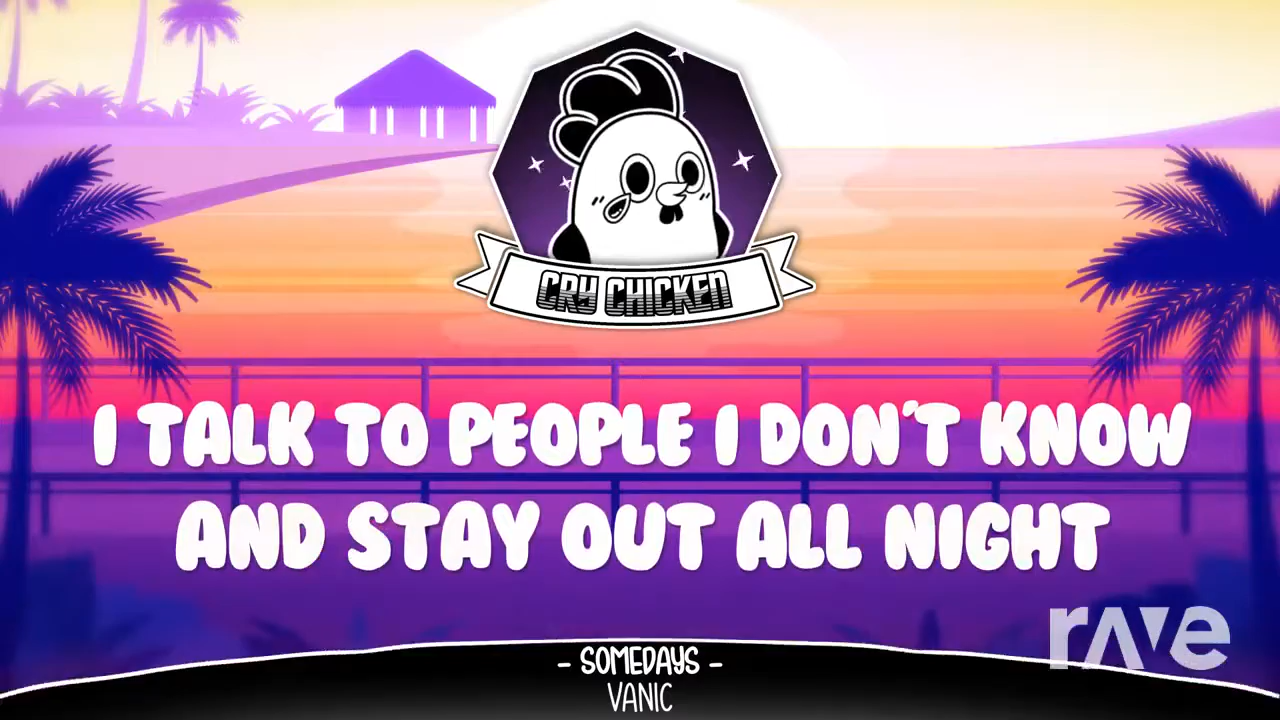 CRY CHICKEN
I TALK TO PEOPLE I DON'T KNOW
AND STAY OUT ALL NIGHT
rave
- SOMEDAYS -
VANIC